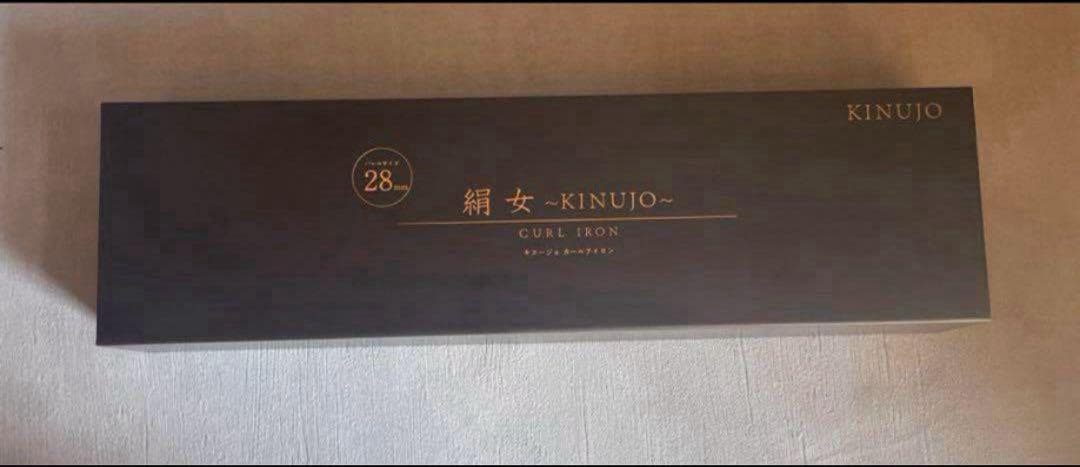 KINUJO
バレルサイズ
28mm
絹女 ~KINUJO~
CURL IRON
キヌージョ カールアイロン